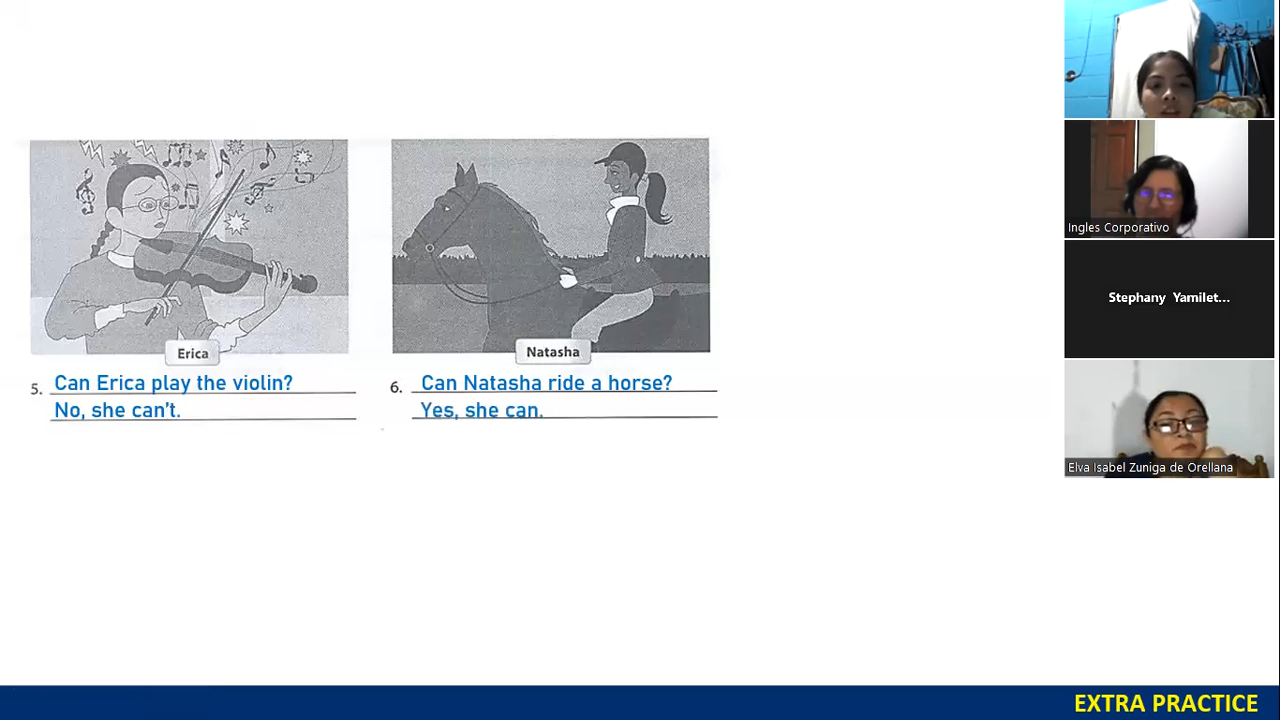 Erica
5. Can Erica play the violin?
No, she can't.
Natasha
6. Can Natasha ride a horse?
Yes, she can.
Ingles Corporativo
Stephany Yamilet...
Elva Isabel Zuniga de Orellana
EXTRA PRACTICE